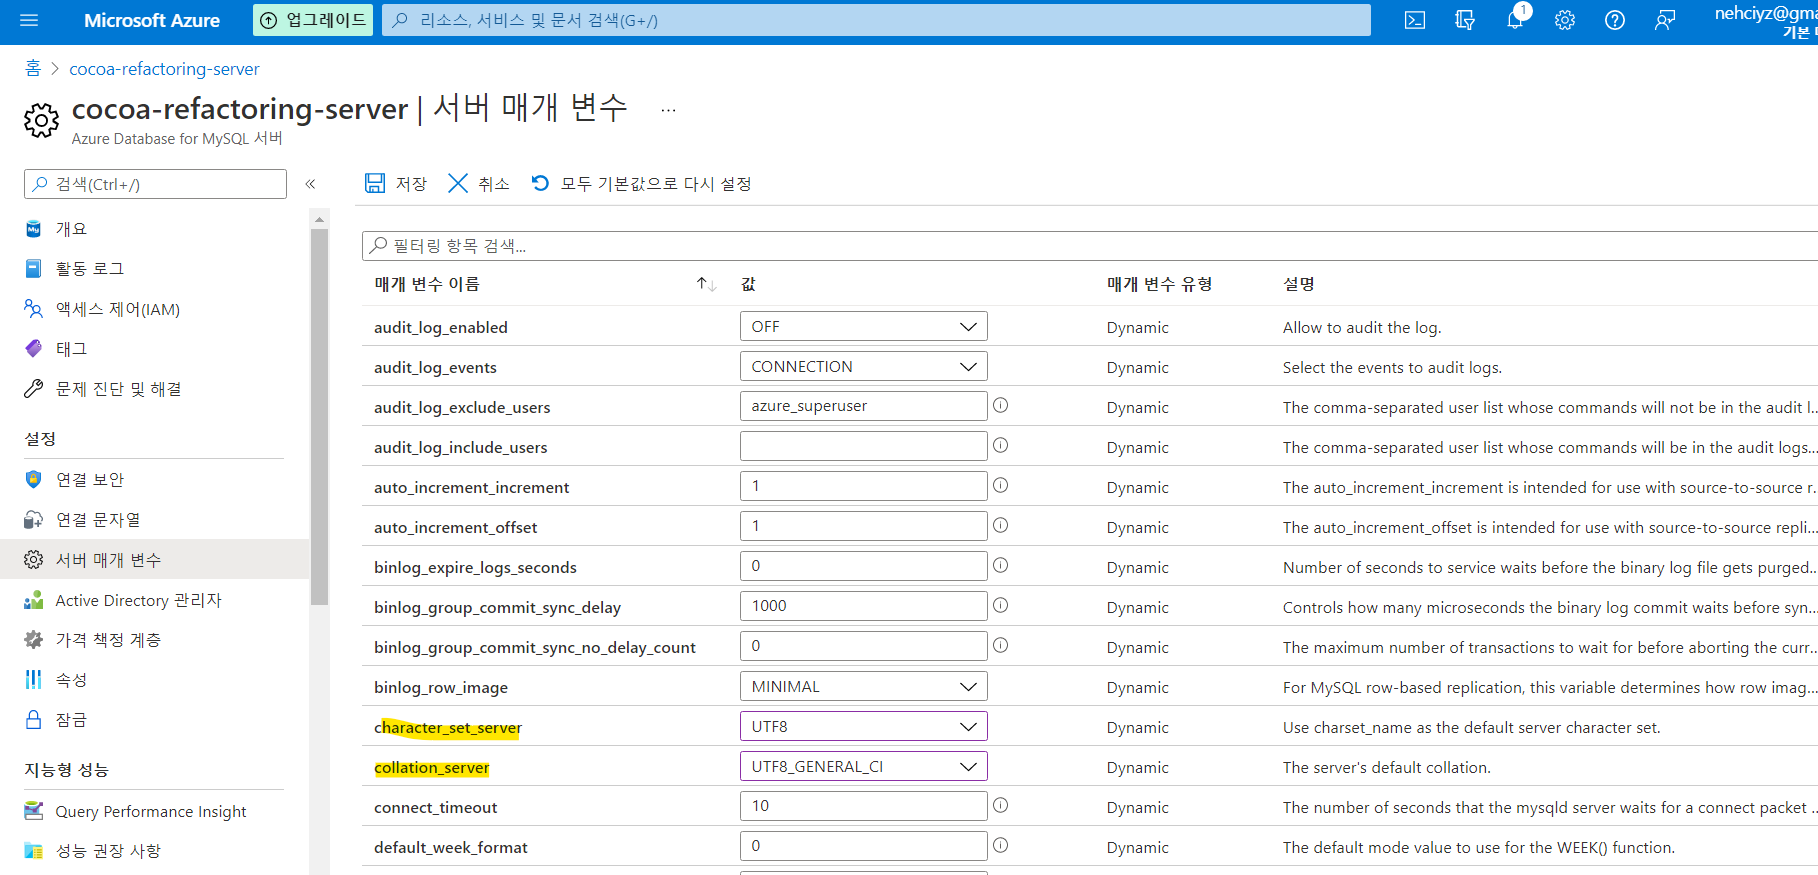 Microsoft Azure
업그레이드
리소스, 서비스 및 문서 검색(G+/)
1
nehciyz@gma
기본
홈 > cocoa-refactoring-server
cocoa-refactoring-server | 서버 매개 변수 ...
Azure Database for MySQL 서버
검색(Ctrl+/)
«
개요
활동 로그
액세스 제어(IAM)
태그
문제 진단 및 해결
설정
연결 보안
연결 문자열
서버 매개 변수
Active Directory 관리자
가격 책정 계층
속성
잠금
지능형 성능
Query Performance Insight
성능 권장 사항
저장 취소 모두 기본값으로 다시 설정
필터링 항목 검색...
매개 변수 이름 ↑↓ 값 매개 변수 유형 설명
audit_log_enabled OFF Dynamic Allow to audit the log.
audit_log_events CONNECTION Dynamic Select the events to audit logs.
audit_log_exclude_users azure_superuser Dynamic The comma-separated user list whose commands will not be in the audit l...
audit_log_include_users Dynamic The comma-separated user list whose commands will be in the audit logs...
auto_increment_increment 1 Dynamic The auto_increment_increment is intended for use with source-to-source r...
auto_increment_offset 1 Dynamic The auto_increment_offset is intended for use with source-to-source repli...
binlog_expire_logs_seconds 0 Dynamic Number of seconds to service waits before the binary log file gets purged...
binlog_group_commit_sync_delay 1000 Dynamic Controls how many microseconds the binary log commit waits before syn...
binlog_group_commit_sync_no_delay_count 0 Dynamic The maximum number of transactions to wait for before aborting the curr...
binlog_row_image MINIMAL Dynamic For MySQL row-based replication, this variable determines how row imag...
character_set_server UTF8 Dynamic Use charset_name as the default server character set.
collation_server UTF8_GENERAL_CI Dynamic The server's default collation.
connect_timeout 10 Dynamic The number of seconds that the mysqld server waits for a connect packet ...
default_week_format 0 Dynamic The default mode value to use for the WEEK() function.